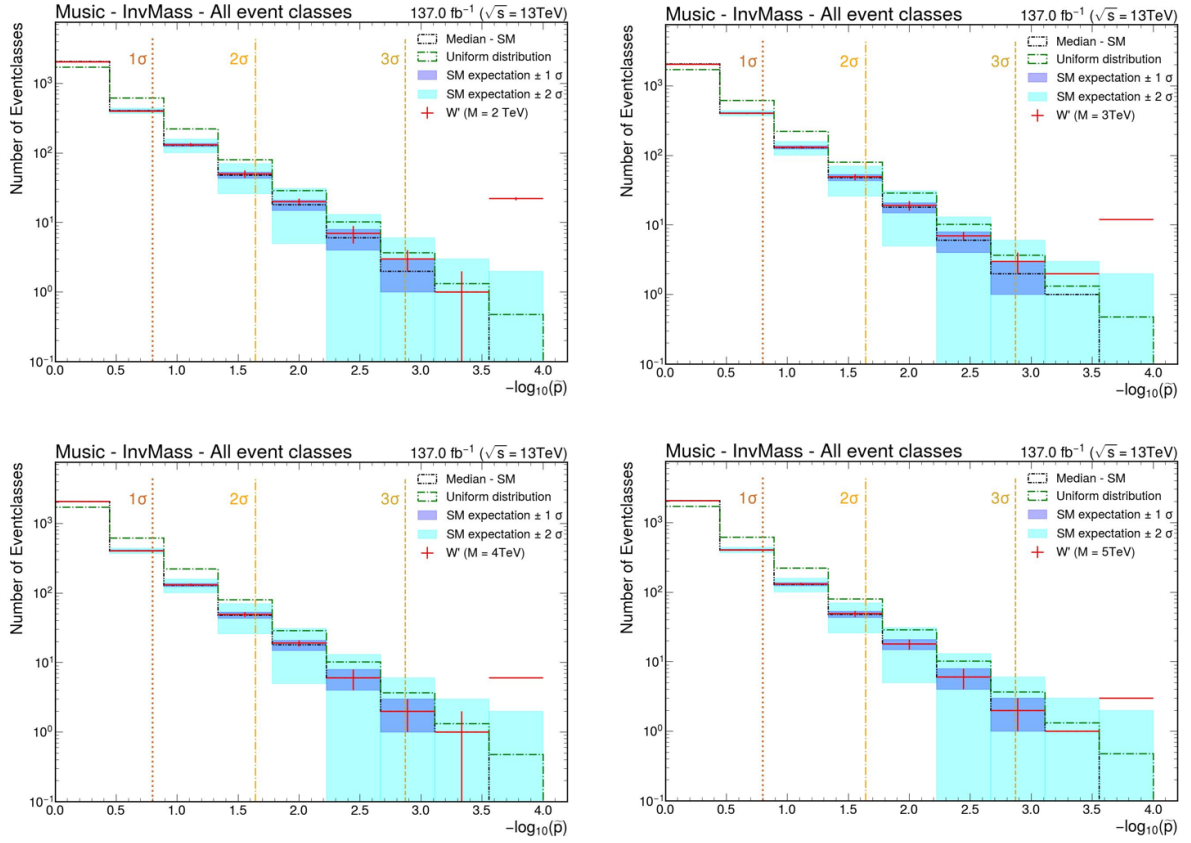 Music - InvMass - All event classes 137.0 fb⁻¹ (√s = 13TeV)
Number of Eventclasses
10³
10²
10¹
10⁰
10⁻¹
1σ 2σ 3σ
Median - SM
Uniform distribution
SM expectation ± 1 σ
SM expectation ± 2 σ
W' (M = 2 TeV)
0.0 0.5 1.0 1.5 2.0 2.5 3.0 3.5 4.0
−log₁₀(p̃)
Music - InvMass - All event classes 137.0 fb⁻¹ (√s = 13TeV)
Number of Eventclasses
10³
10²
10¹
10⁰
10⁻¹
1σ 2σ 3σ
Median - SM
Uniform distribution
SM expectation ± 1 σ
SM expectation ± 2 σ
W' (M = 3TeV)
0.0 0.5 1.0 1.5 2.0 2.5 3.0 3.5 4.0
−log₁₀(p̃)
Music - InvMass - All event classes 137.0 fb⁻¹ (√s = 13TeV)
Number of Eventclasses
10³
10²
10¹
10⁰
10⁻¹
1σ 2σ 3σ
Median - SM
Uniform distribution
SM expectation ± 1 σ
SM expectation ± 2 σ
W' (M = 4TeV)
0.0 0.5 1.0 1.5 2.0 2.5 3.0 3.5 4.0
−log₁₀(p̃)
Music - InvMass - All event classes 137.0 fb⁻¹ (√s = 13TeV)
Number of Eventclasses
10³
10²
10¹
10⁰
10⁻¹
1σ 2σ 3σ
Median - SM
Uniform distribution
SM expectation ± 1 σ
SM expectation ± 2 σ
W' (M = 5TeV)
0.0 0.5 1.0 1.5 2.0 2.5 3.0 3.5 4.0
−log₁₀(p̃)